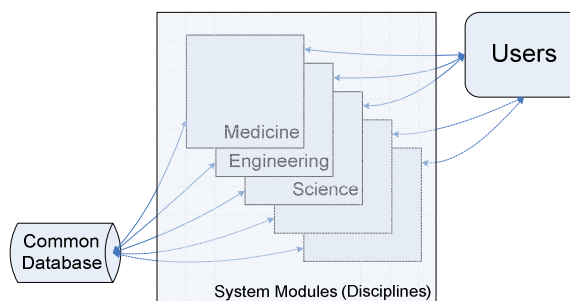 Users
Medicine
Engineering
Science
Common
Database
System Modules (Disciplines)